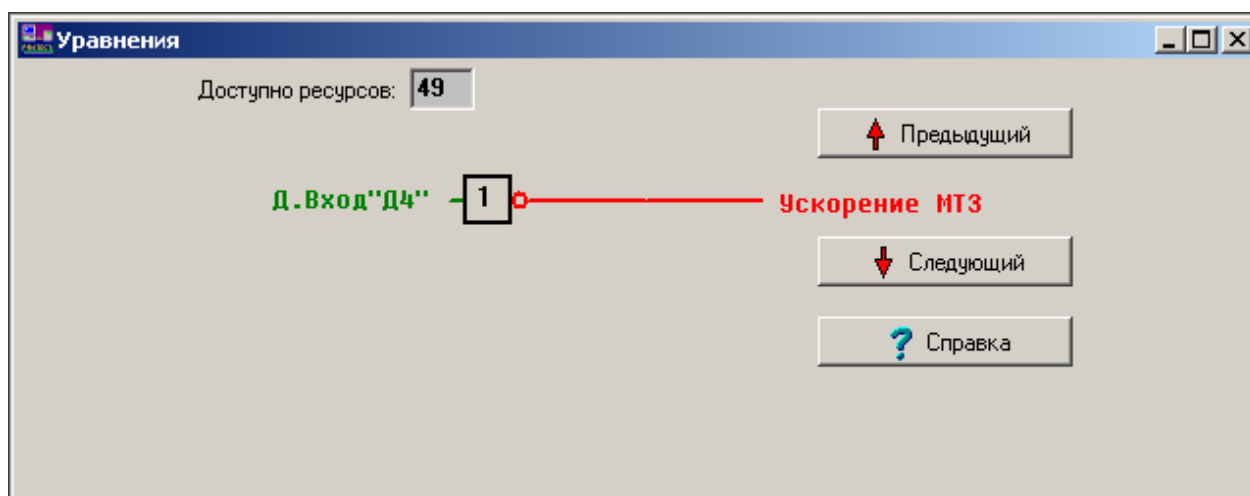 Уравнения
Доступно ресурсов: 49
Предыдущий
Д.Вход"Д4" 1 Ускорение МТЗ
Следующий
? Справка